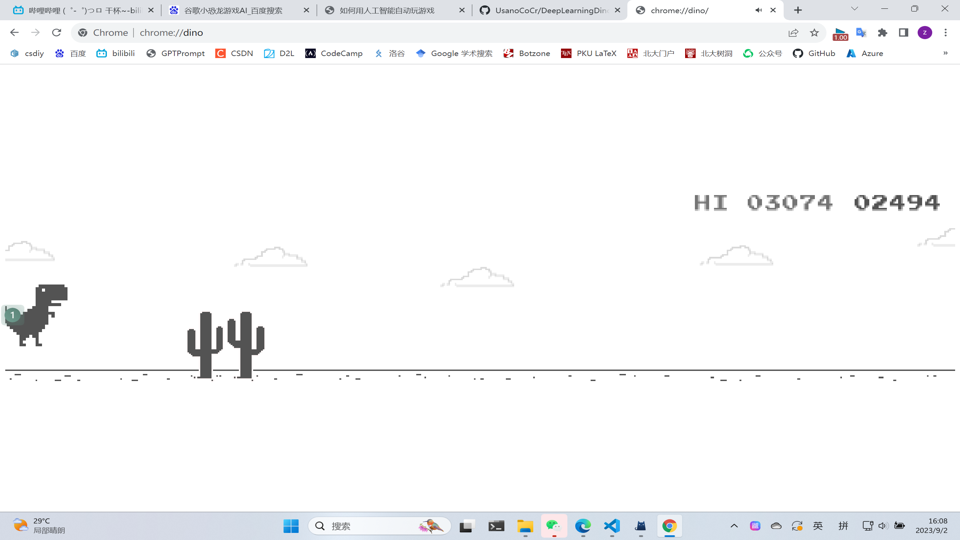 哔哩哔哩 (゜-゜)つロ 干杯~-bili
谷歌小恐龙游戏AI_百度搜索
如何用人工智能自动玩游戏
UsanoCoCr/DeepLearningDin
chrome://dino/
Chrome | chrome://dino
1.00
z
csdiy 百度 bilibili GPTPrompt CSDN D2L CodeCamp 洛谷 Google 学术搜索 Botzone PKU LaTeX 北大门户 北大树洞 公众号 GitHub Azure »
HI 03074 02494
1
29°C
局部晴朗
搜索
英 拼
16:08
2023/9/2